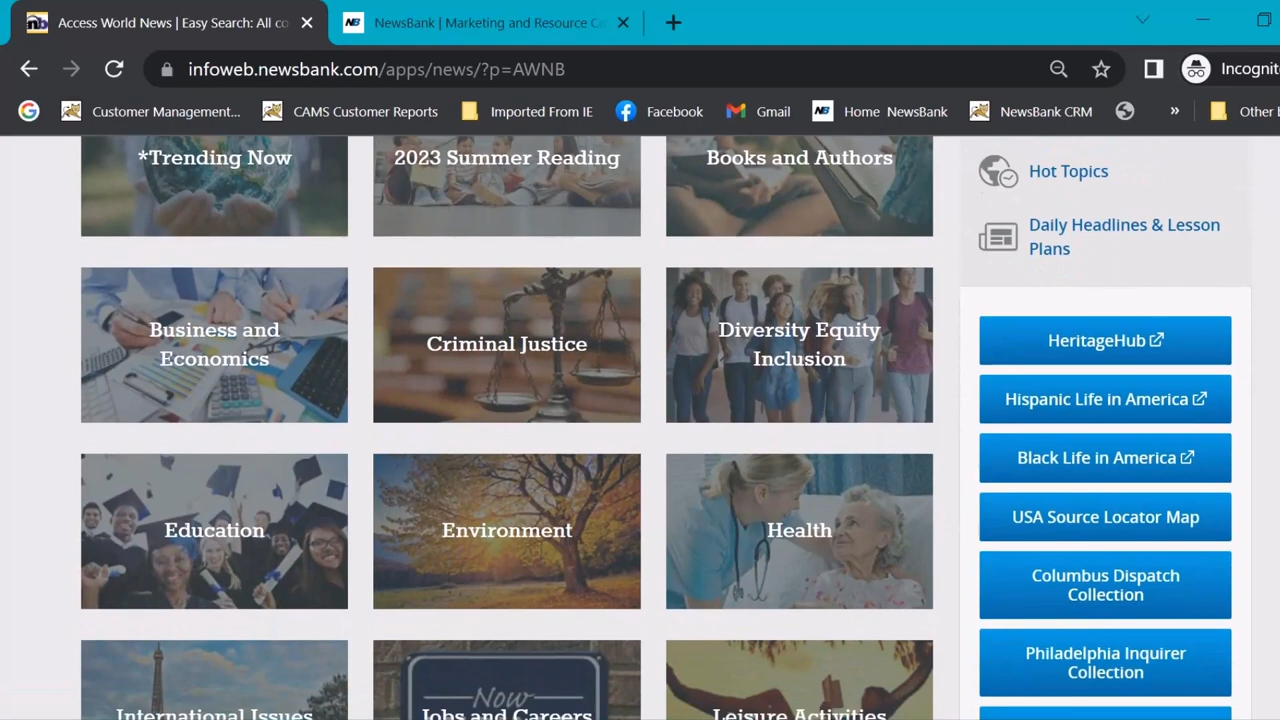 Access World News | Easy Search: All co
NewsBank | Marketing and Resource Ce
infoweb.newsbank.com/apps/news/?p=AWNB
Incognit
Customer Management...
CAMS Customer Reports
Imported From IE
Facebook
Gmail
Home NewsBank
NewsBank CRM
»
Other b
*Trending Now
2023 Summer Reading
Books and Authors
Hot Topics
Daily Headlines & Lesson
Plans
Business and
Economics
Criminal Justice
Diversity Equity
Inclusion
HeritageHub
Hispanic Life in America
Black Life in America
Education
Environment
Health
USA Source Locator Map
Columbus Dispatch
Collection
Philadelphia Inquirer
Collection
International Issues
Now
Jobs and Careers
Leisure Activities